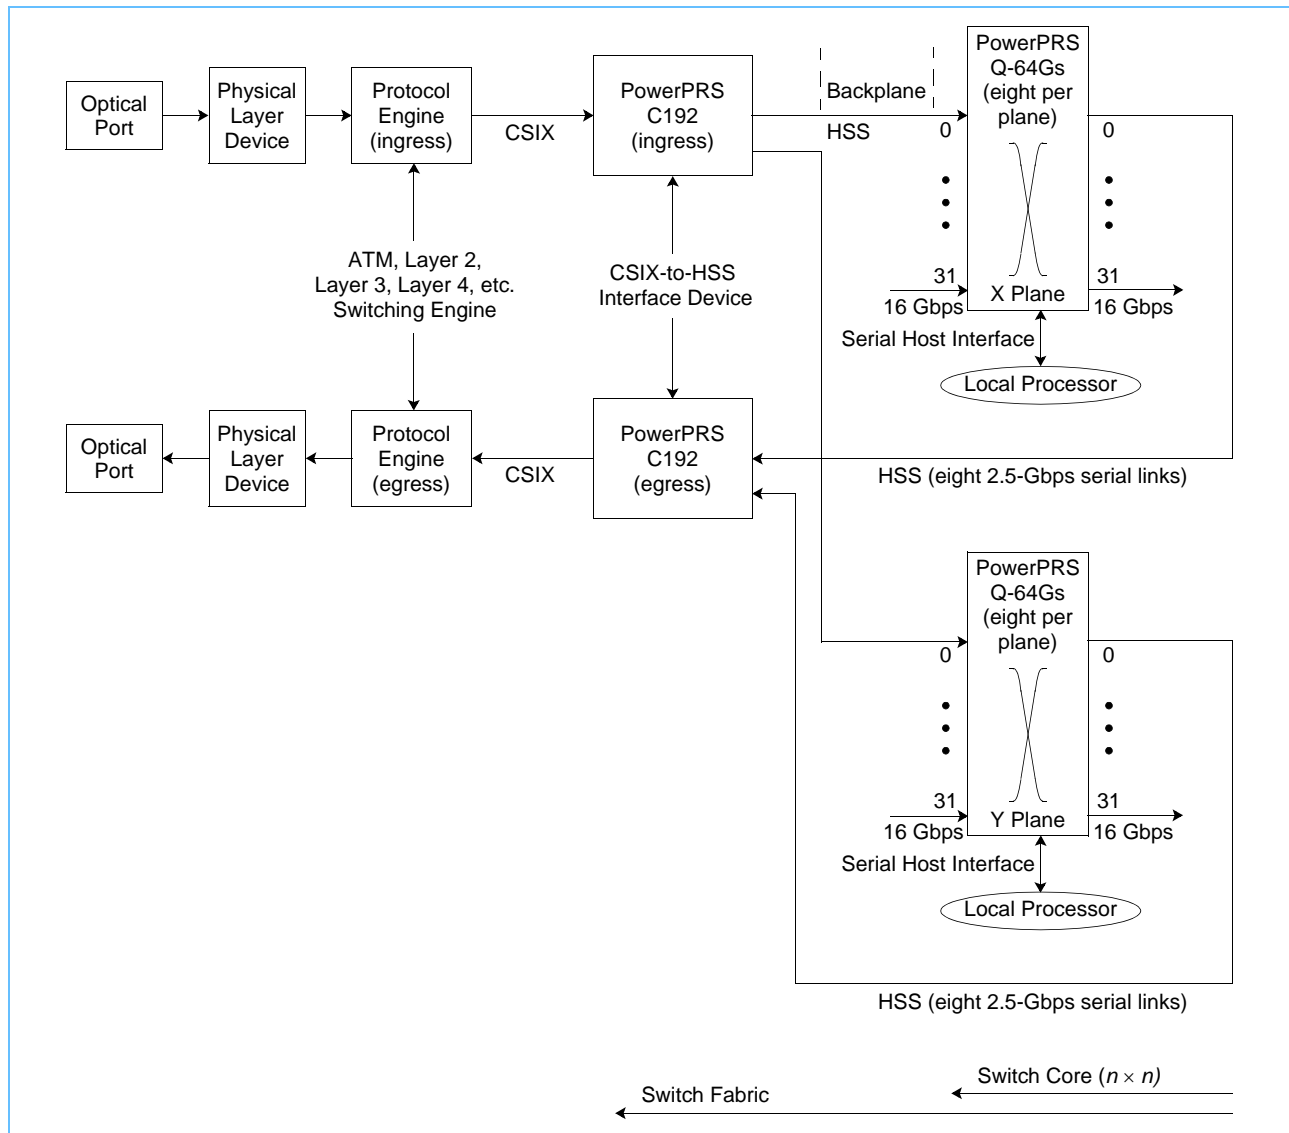 Optical
Port
Physical
Layer
Device
Protocol
Engine
(ingress)
CSIX
PowerPRS
C192
(ingress)
Backplane
HSS
PowerPRS
Q-64Gs
(eight per
plane)
0
0
31
31
16 Gbps
X Plane
16 Gbps
Serial Host Interface
Local Processor
ATM, Layer 2,
Layer 3, Layer 4, etc.
Switching Engine
CSIX-to-HSS
Interface Device
Optical
Port
Physical
Layer
Device
Protocol
Engine
(egress)
CSIX
PowerPRS
C192
(egress)
HSS (eight 2.5-Gbps serial links)
PowerPRS
Q-64Gs
(eight per
plane)
0
0
31
31
16 Gbps
Y Plane
16 Gbps
Serial Host Interface
Local Processor
HSS (eight 2.5-Gbps serial links)
Switch Core (n × n)
Switch Fabric